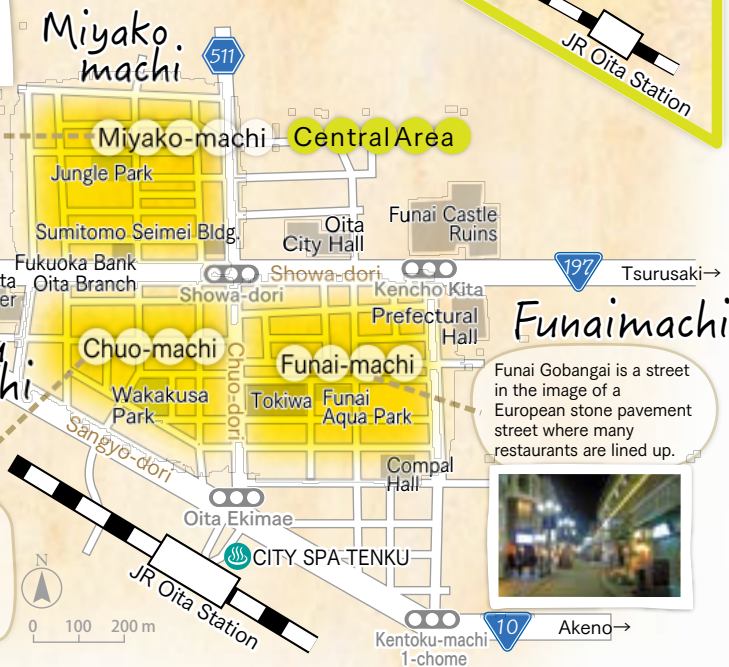 Miyako
machi
511
JR Oita Station
Miyako-machi
Central Area
Jungle Park
Sumitomo Seimei Bldg.
Oita
City Hall
Funai Castle
Ruins
Fukuoka Bank
Oita Branch
Showa-dori
Showa-dori
Kencho Kita
197
Tsurusaki→
Prefectural
Hall
Funaimachi
Chuo-machi
Chuo-dori
Funai-machi
Wakakusa
Park
Tokiwa
Funai
Aqua Park
Funai Gobangai is a street
in the image of a
European stone pavement
street where many
restaurants are lined up.
Sangyo-dori
Compal
Hall
Oita Ekimae
CITY SPA TENKU
JR Oita Station
N
0 100 200 m
Kentoku-machi
1-chome
10
Akeno→